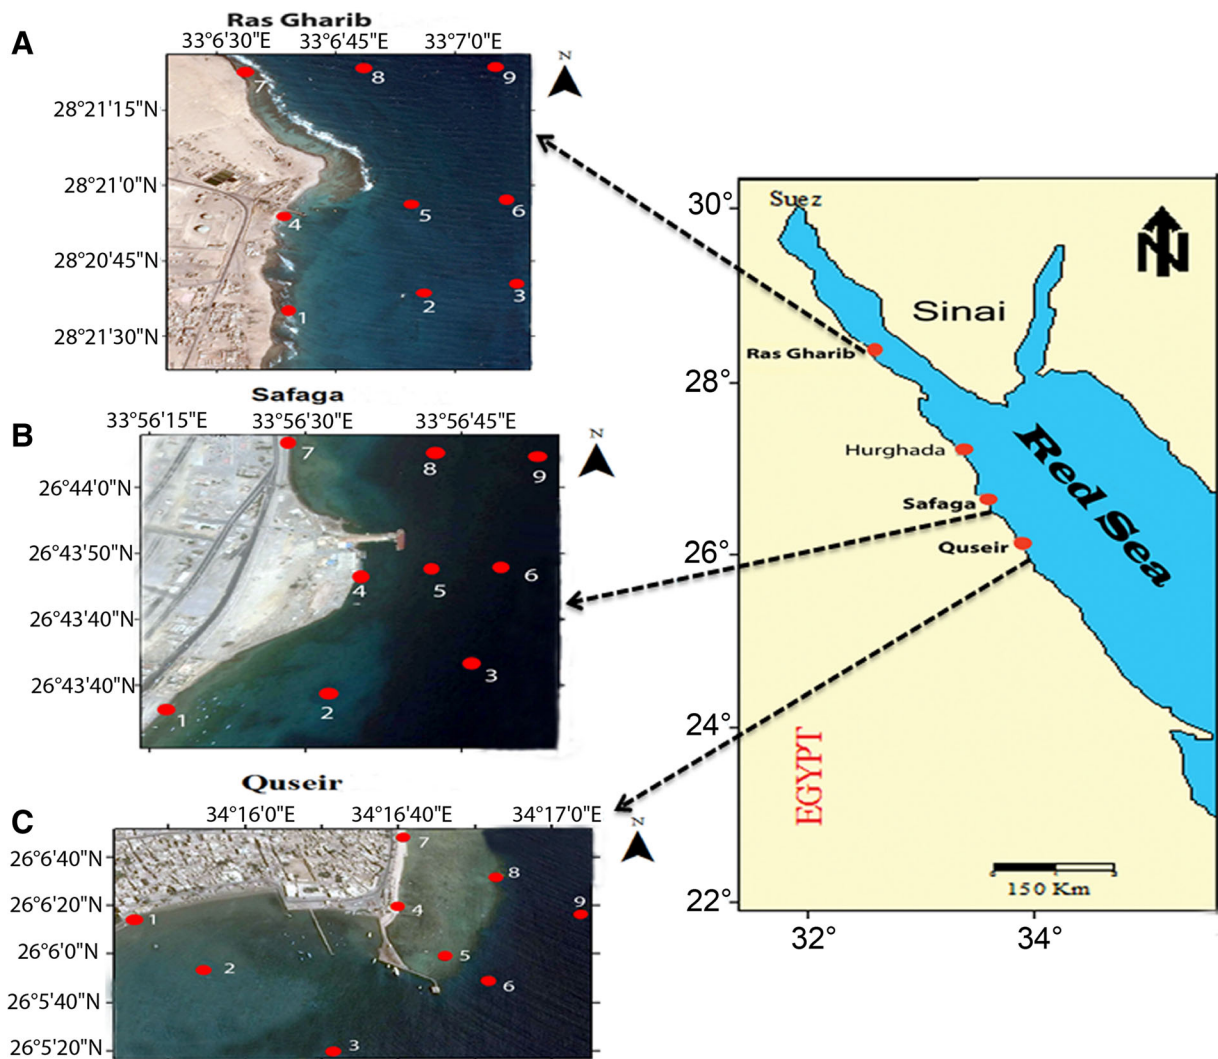 A
Ras Gharib
33°6'30"E 33°6'45"E 33°7'0"E
N
28°21'15"N
28°21'0"N
28°20'45"N
28°21'30"N
7
8
9
4
5
6
1
2
3
B
Safaga
33°56'15"E 33°56'30"E 33°56'45"E
N
26°44'0"N
26°43'50"N
26°43'40"N
26°43'40"N
7
8
9
4
5
6
3
1
2
C
Quseir
34°16'0"E 34°16'40"E 34°17'0"E
N
26°6'40"N
26°6'20"N
26°6'0"N
26°5'40"N
26°5'20"N
7
8
9
1
4
5
2
6
3
30°
28°
26°
24°
22°
32° 34°
Suez
N
Sinai
Ras Gharib
Hurghada
Safaga
Quseir
Red Sea
EGYPT
150 Km